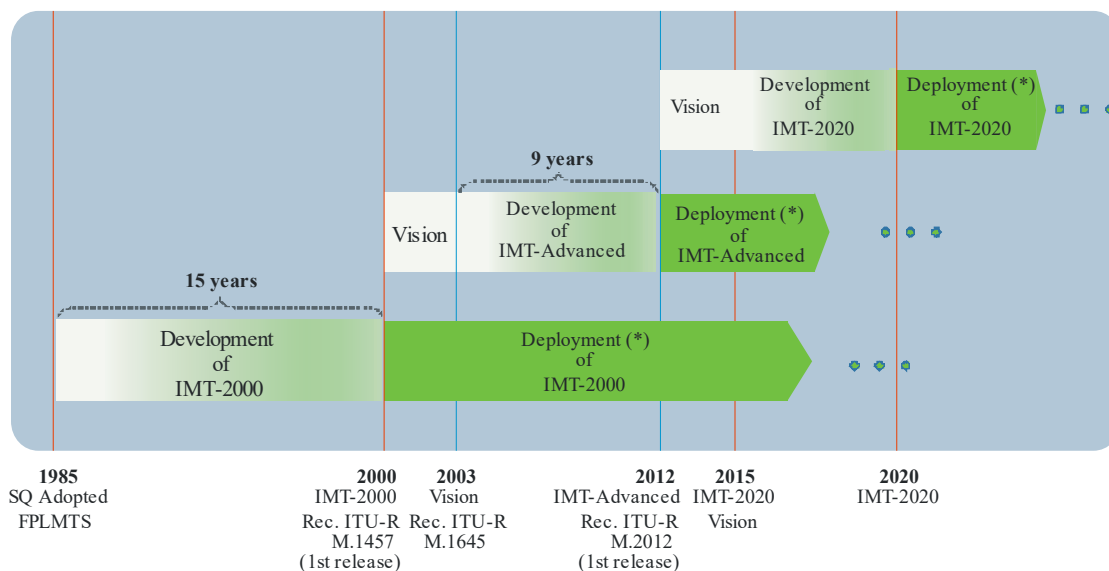 Vision
Development
of
IMT-2020
Deployment (*)
of
IMT-2020
9 years
Vision
Development
of
IMT-Advanced
Deployment (*)
of
IMT-Advanced
15 years
Development
of
IMT-2000
Deployment (*)
of
IMT-2000
1985
SQ Adopted
FPLMTS
2000
IMT-2000
Rec. ITU-R
M.1457
(1st release)
2003
Vision
Rec. ITU-R
M.1645
2012
IMT-Advanced
Rec. ITU-R
M.2012
(1st release)
2015
IMT-2020
Vision
2020
IMT-2020